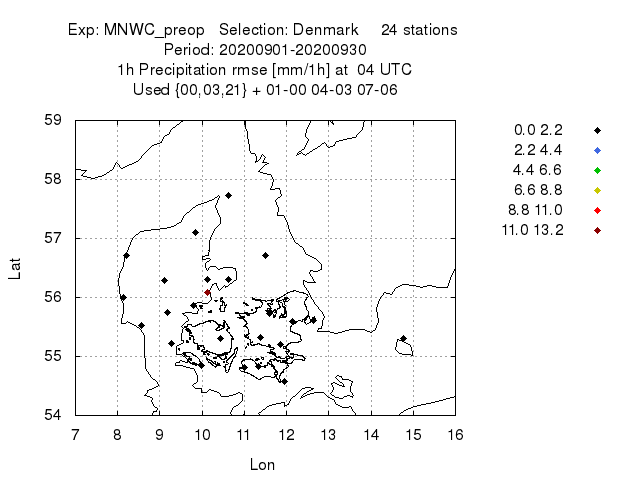 Exp: MNWC_preop   Selection: Denmark     24 stations
Period: 20200901-20200930
1h Precipitation rmse [mm/1h] at  04 UTC
Used {00,03,21} + 01-00 04-03 07-06
59
58
57
56
55
54
Lat
7 8 9 10 11 12 13 14 15 16
Lon
0.0 2.2
2.2 4.4
4.4 6.6
6.6 8.8
8.8 11.0
11.0 13.2